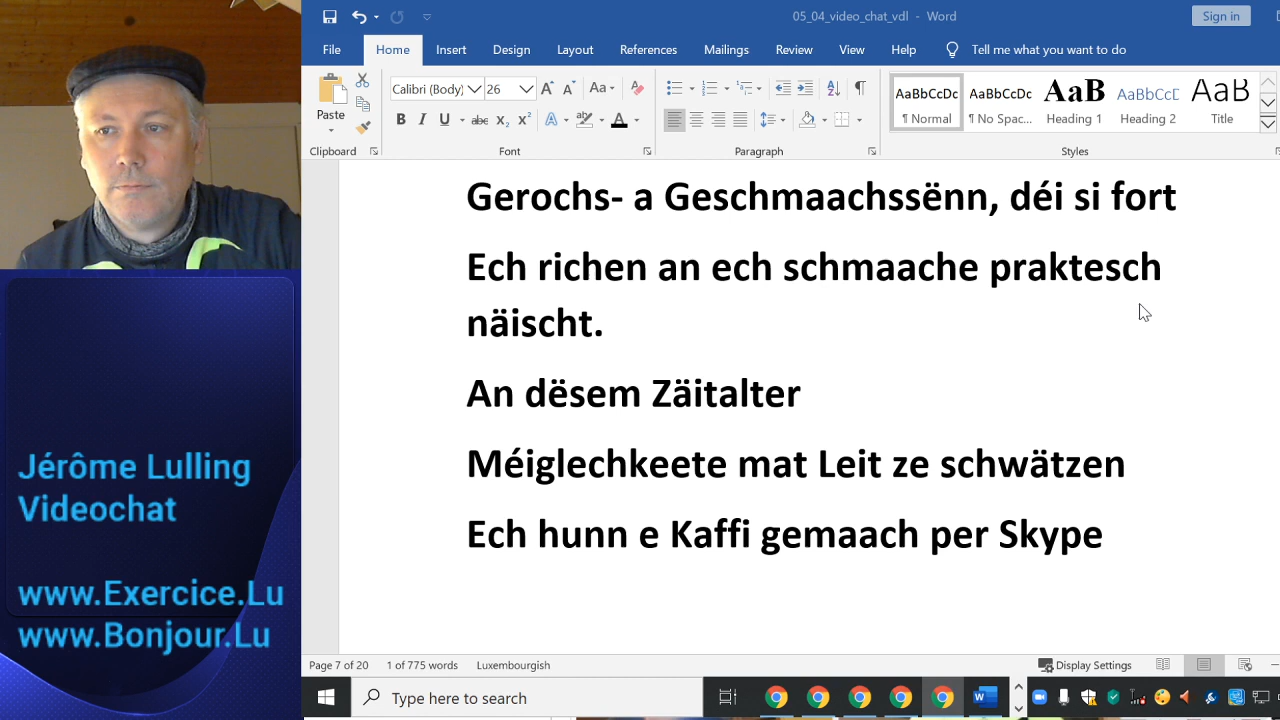 05_04_video_chat_vdl - Word
Sign in
File Home Insert Design Layout References Mailings Review View Help Tell me what you want to do
Paste
Calibri (Body) 26
AaBbCcDc AaBbCcDc AaB AaBbCcD AaB
¶ Normal ¶ No Spac... Heading 1 Heading 2 Title
Clipboard Font Paragraph Styles
Gerochs- a Geschmaachssënn, déi si fort
Ech richen an ech schmaache praktesch
näischt.
An dësem Zäitalter
Méiglechkeete mat Leit ze schwätzen
Ech hunn e Kaffi gemaach per Skype
Jérôme Lulling
Videochat
www.Exercice.Lu
www.Bonjour.Lu
Page 7 of 20 1 of 775 words Luxembourgish Display Settings
Type here to search